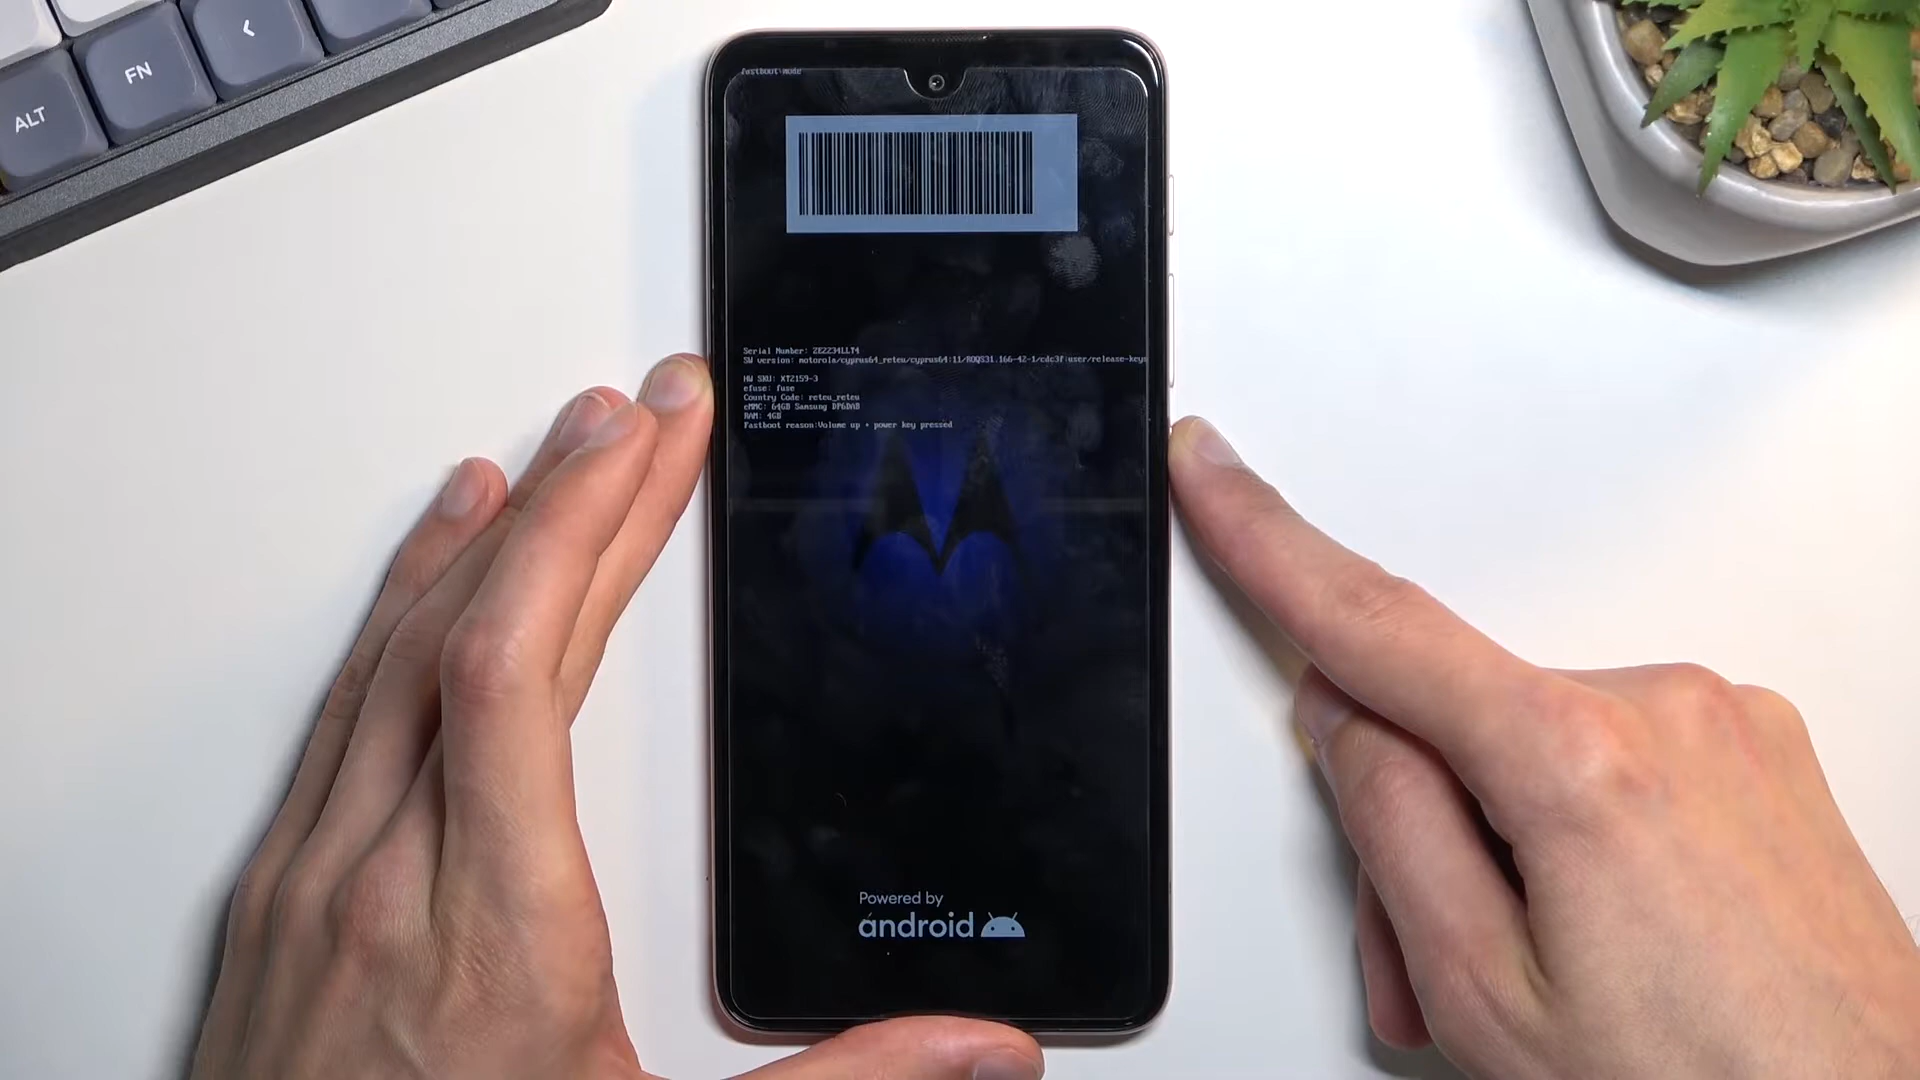 ALT
FN
<
fastboot mode
Serial Number: ZE2234LLT4
SW version: motorola/cyprus64_reteu/cyprus64:11/ROQS31.166-42-1/cdc3f:user/release-keys
HW SKU: XT2159-3
efuse: fuse
Country Code: reteu_reteu
eMMC: 64GB Samsung DP6DAB
RAM: 4GB
Fastboot reason:Volume up + power key pressed
Powered by
android